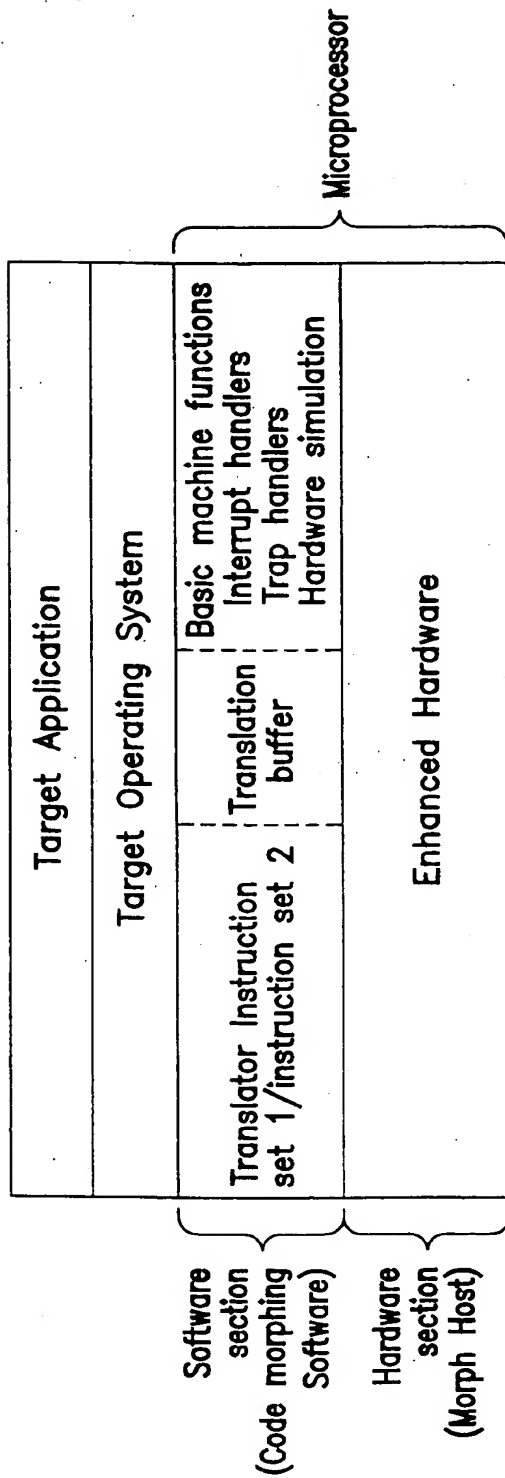 Target Application
Target Operating System
Software
section
(Code morphing
Software)
Translator Instruction
set 1/instruction set 2
Translation
buffer
Basic machine functions
Interrupt handlers
Trap handlers
Hardware simulation
Microprocessor
Hardware
section
(Morph Host)
Enhanced Hardware